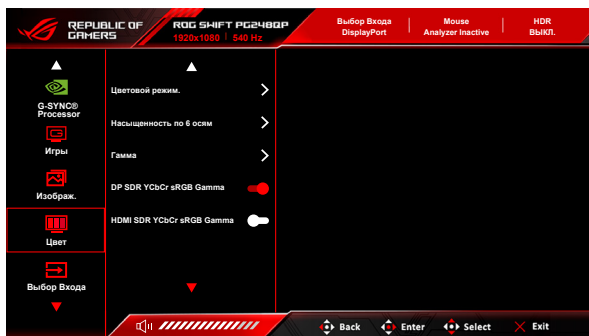 REPUBLIC OF
GAMERS
ROG SWIFT PG248QP
1920x1080 | 540 Hz
Выбор Входа
DisplayPort
Mouse
Analyzer Inactive
HDR
ВЫКЛ.
G-SYNC®
Processor
Игры
Изображ.
Цвет
Выбор Входа
Цветовой режим.
Насыщенность по 6 осям
Гамма
DP SDR YCbCr sRGB Gamma
HDMI SDR YCbCr sRGB Gamma
Back
Enter
Select
Exit